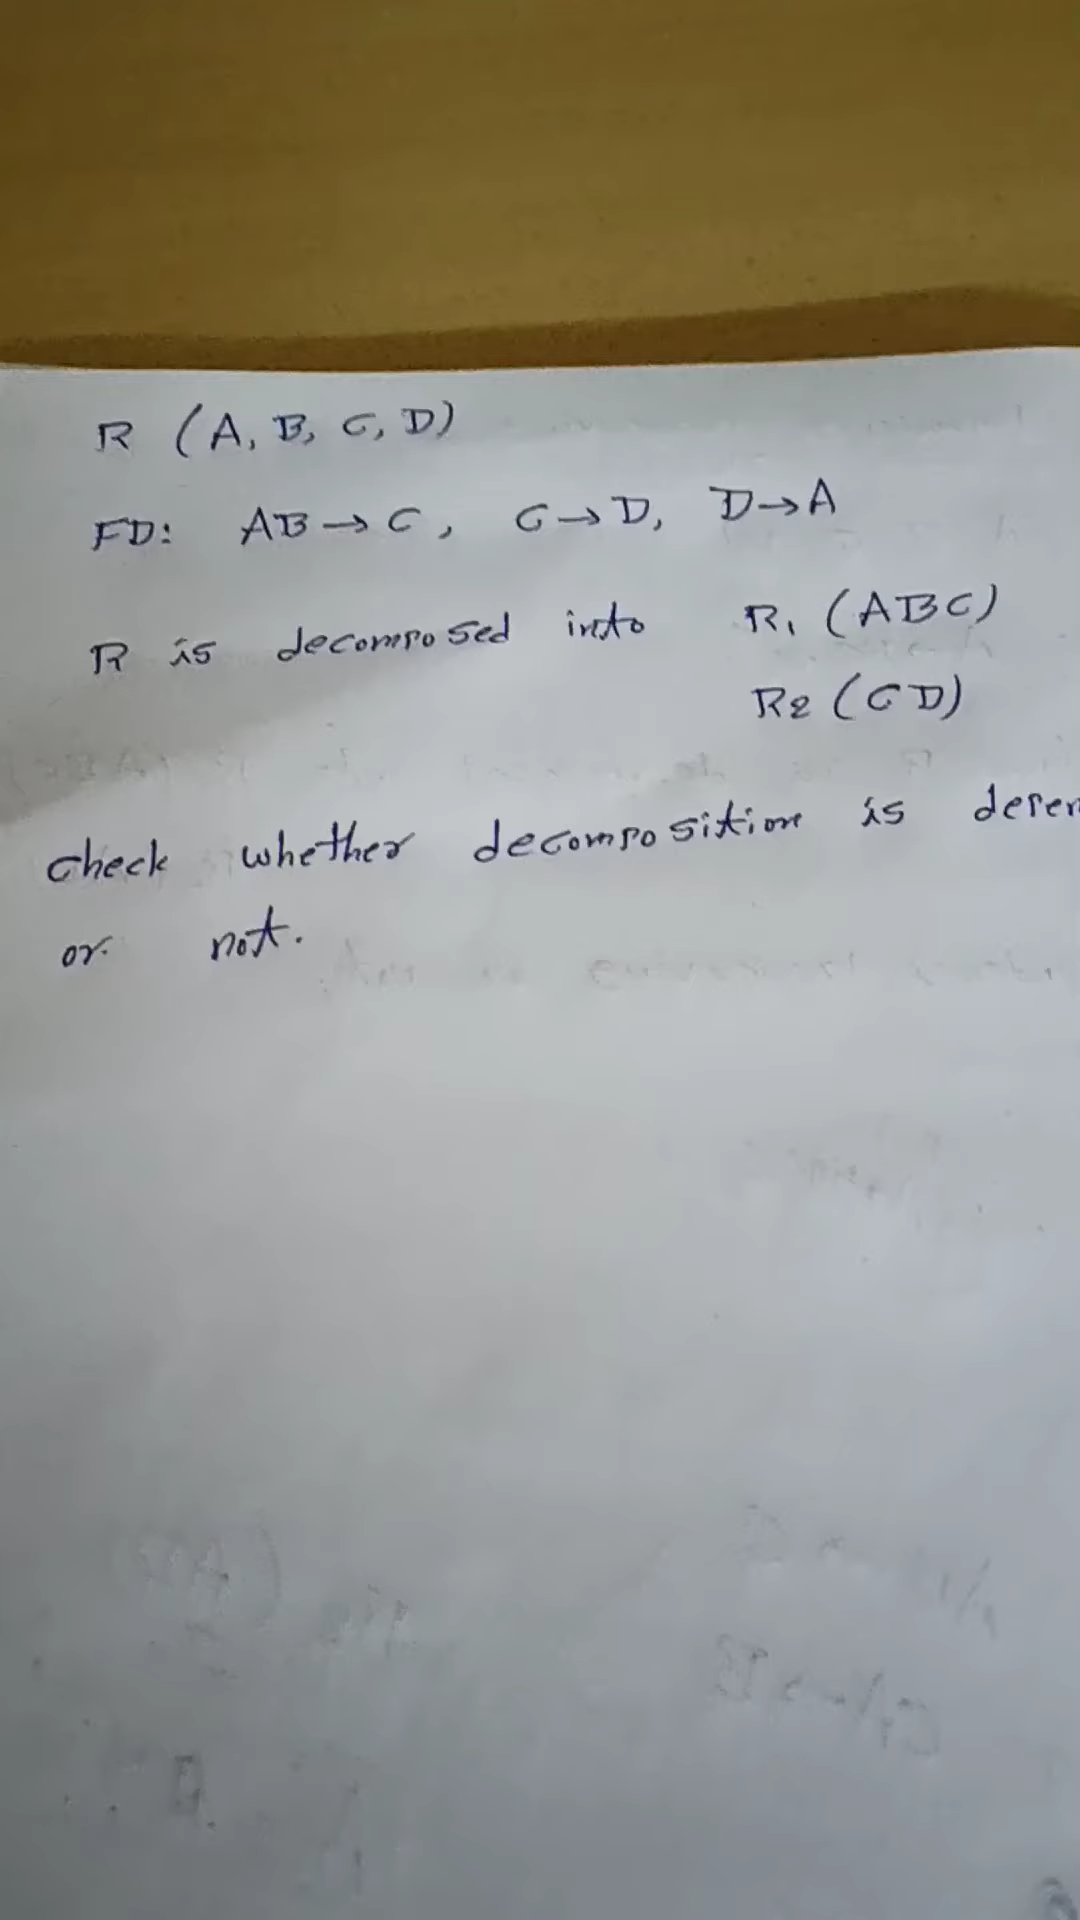 R (A, B, C, D)
FD: AB → C, C → D, D → A
R is decomposed into R1 (ABC)
R2 (CD)
check whether decomposition is
or not.